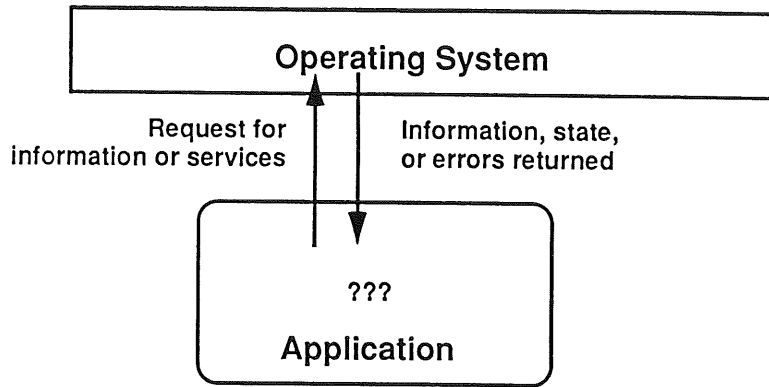 Operating System
Request for
information or services
Information, state,
or errors returned
???
Application